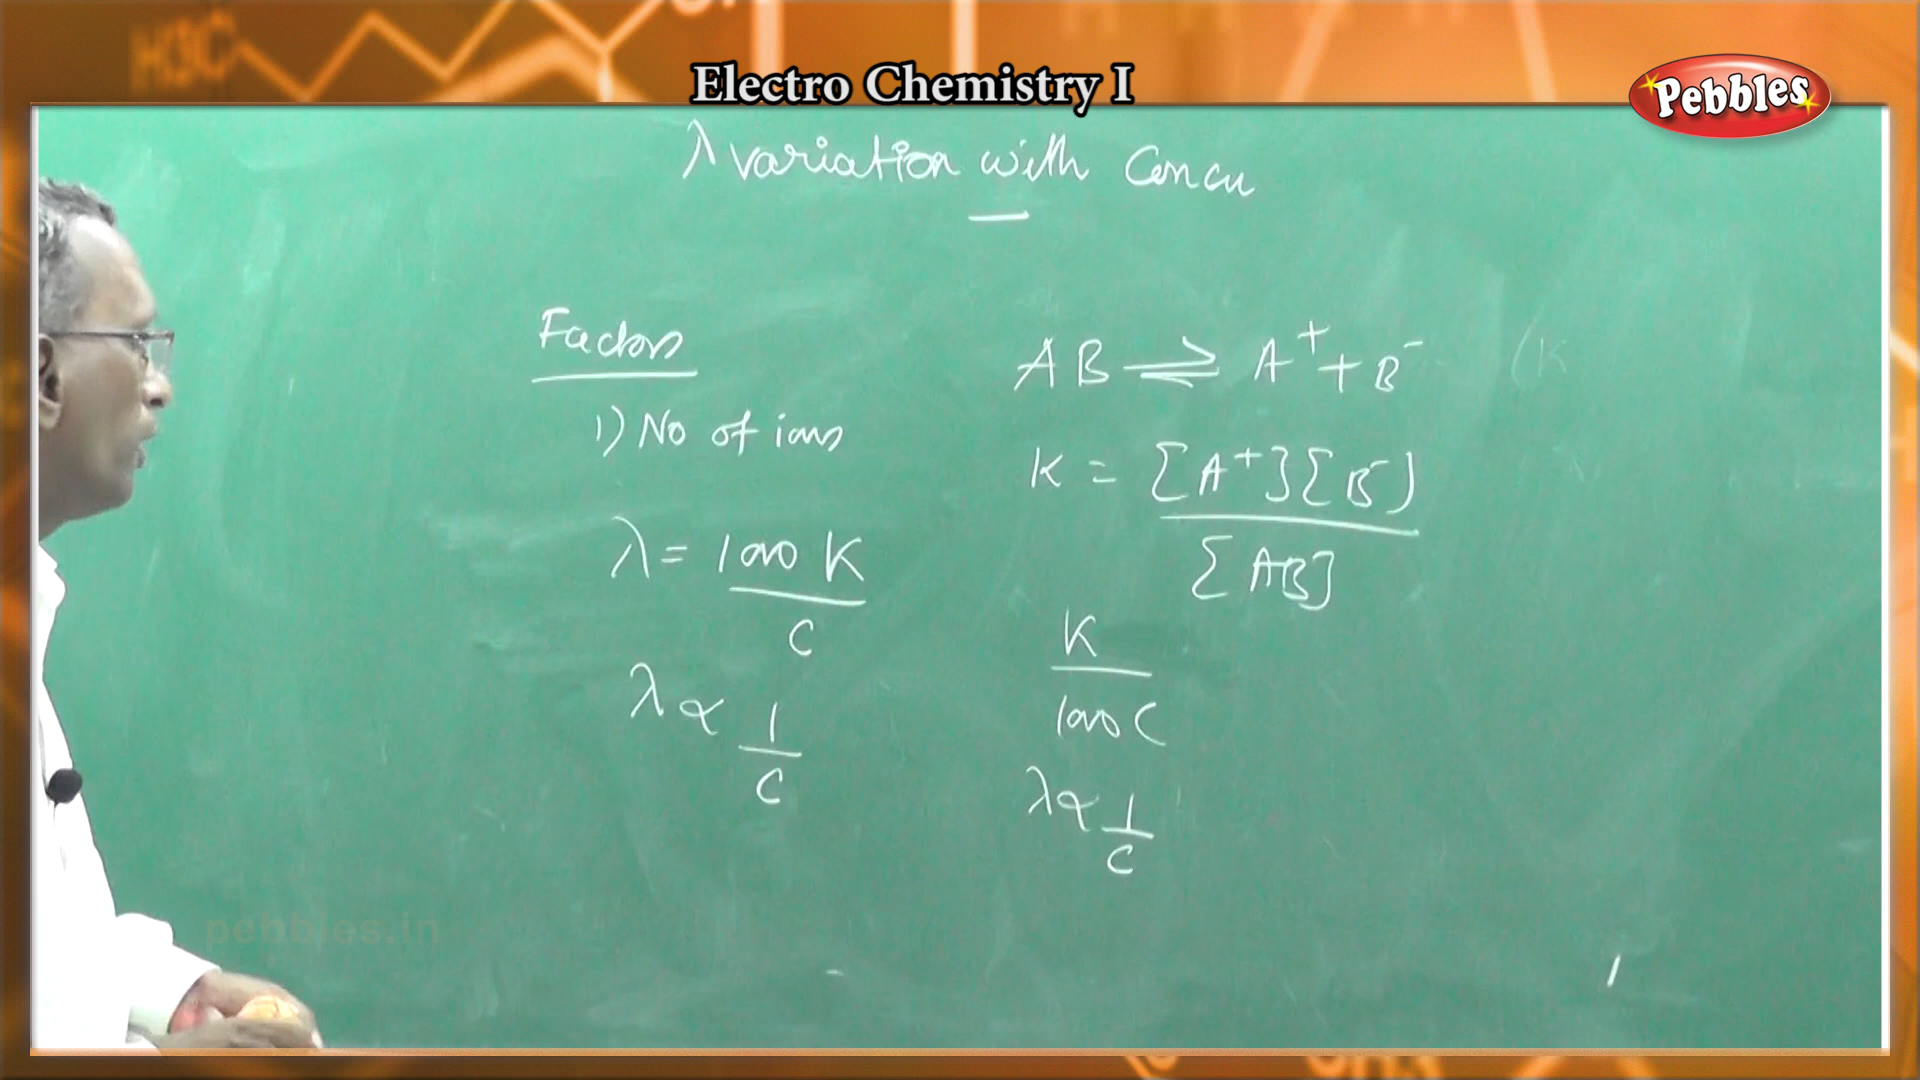 Electro Chemistry I
Pebbles
H3C
λ variation with Concn
Factors
1) No of ions
λ = 1000 K
C
λ ∝ 1
C
AB ⇌ A⁺ + B⁻
(K
K = [A⁺][B⁻]
[AB]
K
1000 C
λ ∝ 1
C
pebbles.in